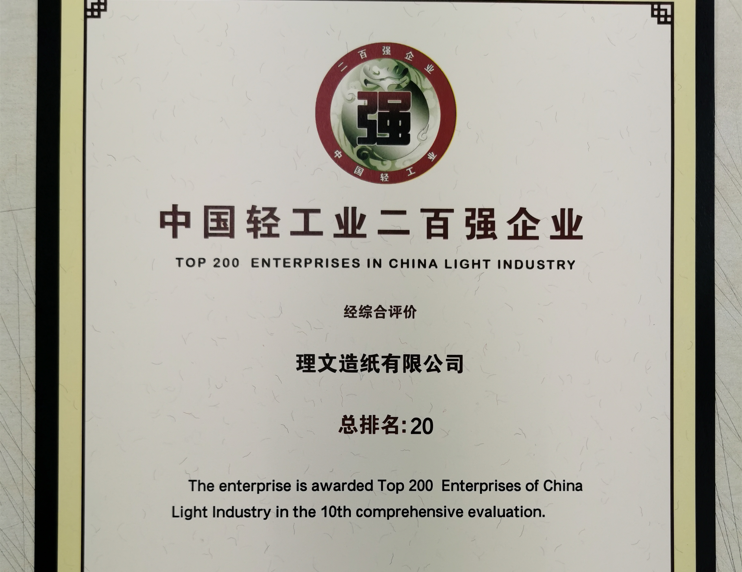 二百强企业
强
中国轻工业
中国轻工业二百强企业
TOP 200 ENTERPRISES IN CHINA LIGHT INDUSTRY
经综合评价
理文造纸有限公司
总排名:20
The enterprise is awarded Top 200 Enterprises of China
Light Industry in the 10th comprehensive evaluation.